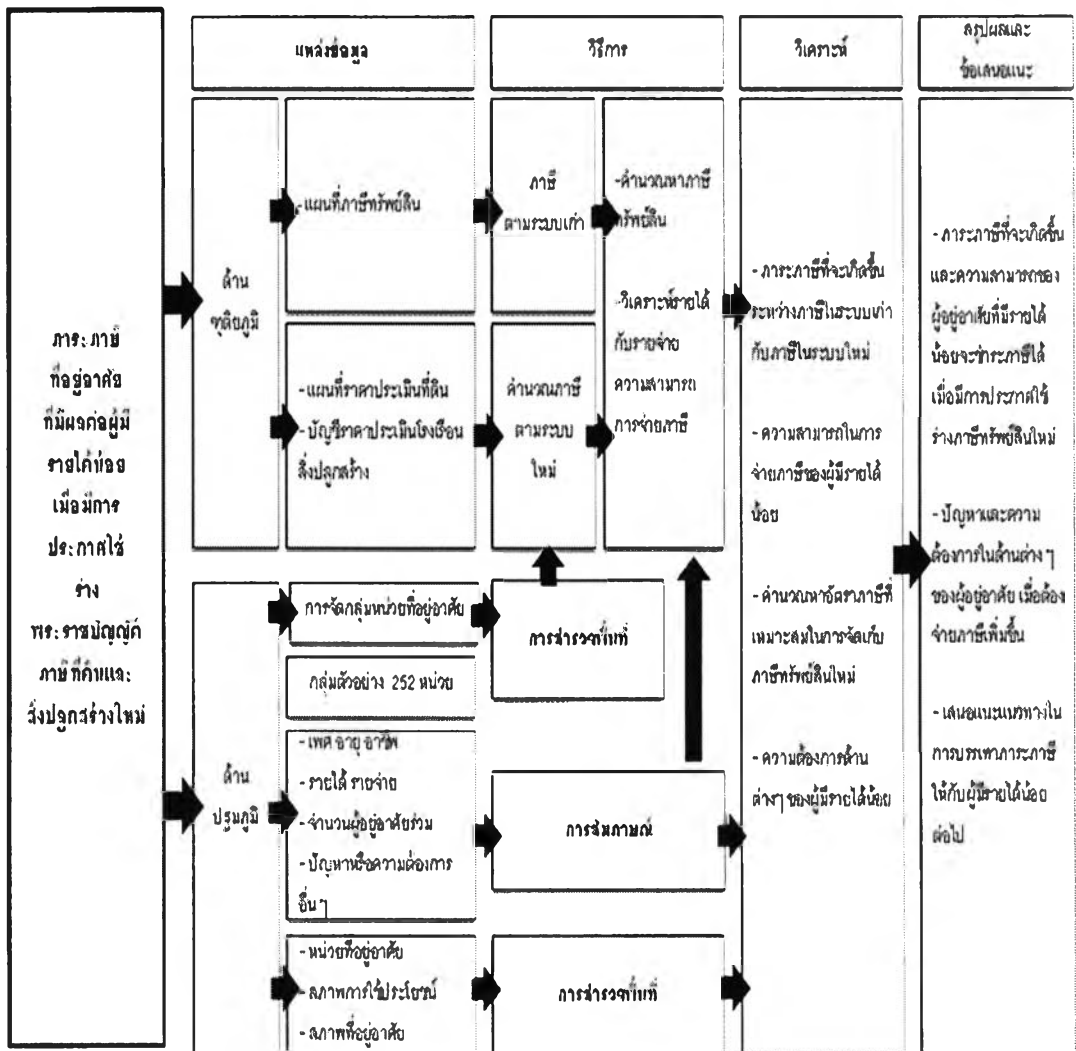 แหล่งข้อมูล
วิธีการ
วิเคราะห์
สรุปผลและ
ข้อเสนอแนะ
ภาระภาษี
ที่อยู่อาศัย
ที่มีผลต่อผู้มี
รายได้น้อย
เมื่อมีการ
ประกาศใช้
ร่าง
พระราชบัญญัติ
ภาษีที่ดินและ
สิ่งปลูกสร้างใหม่
ด้าน
ทุติยภูมิ
-แผนที่ภาษีทรัพย์สิน
ภาษี
ตามระบบเก่า
-แผนที่ราคาประเมินที่ดิน
- บัญชีราคาประเมินโรงเรือน
สิ่งปลูกสร้าง
คำนวณภาษี
ตามระบบ
ใหม่
-คำนวณหาภาษี
ทรัพย์สิน
-วิเคราะห์รายได้
กับรายจ่าย
ความสามารถ
การจ่ายภาษี
ด้าน
ปฐมภูมิ
การจัดกลุ่มหน่วยที่อยู่อาศัย
กลุ่มตัวอย่าง 252 หน่วย
การสำรวจพื้นที่
- เพศ อายุ อาชีพ
-รายได้ รายจ่าย
-จำนวนผู้อยู่อาศัยร่วม
- ปัญหาหรือความต้องการ
อื่นๆ
การสัมภาษณ์
-หน่วยที่อยู่อาศัย
-สภาพการใช้ประโยชน์
-สภาพที่อยู่อาศัย
การสำรวจพื้นที่
- ภาระภาษีที่จะเกิดขึ้น
ระหว่างภาษีในระบบเก่า
กับภาษีในระบบใหม่
- ความสามารถในการ
จ่ายภาษีของผู้มีรายได้
น้อย
- คำนวณหาอัตราภาษีที่
เหมาะสมในการจัดเก็บ
ภาษีทรัพย์สินใหม่
- ความต้องการด้าน
ต่างๆ ของผู้มีรายได้น้อย
- ภาระภาษีที่จะเกิดขึ้น
และความสามารถของ
ผู้อยู่อาศัยที่มีรายได้
น้อยจะชำระภาษีได้
เมื่อมีการประกาศใช้
ร่างภาษีทรัพย์สินใหม่
- ปัญหาและความ
ต้องการในด้านต่าง ๆ
ของผู้อยู่อาศัย เมื่อต้อง
จ่ายภาษีเพิ่มขึ้น
- เสนอแนะแนวทางใน
การบรรเทาภาระภาษี
ให้กับผู้มีรายได้น้อย
ต่อไป